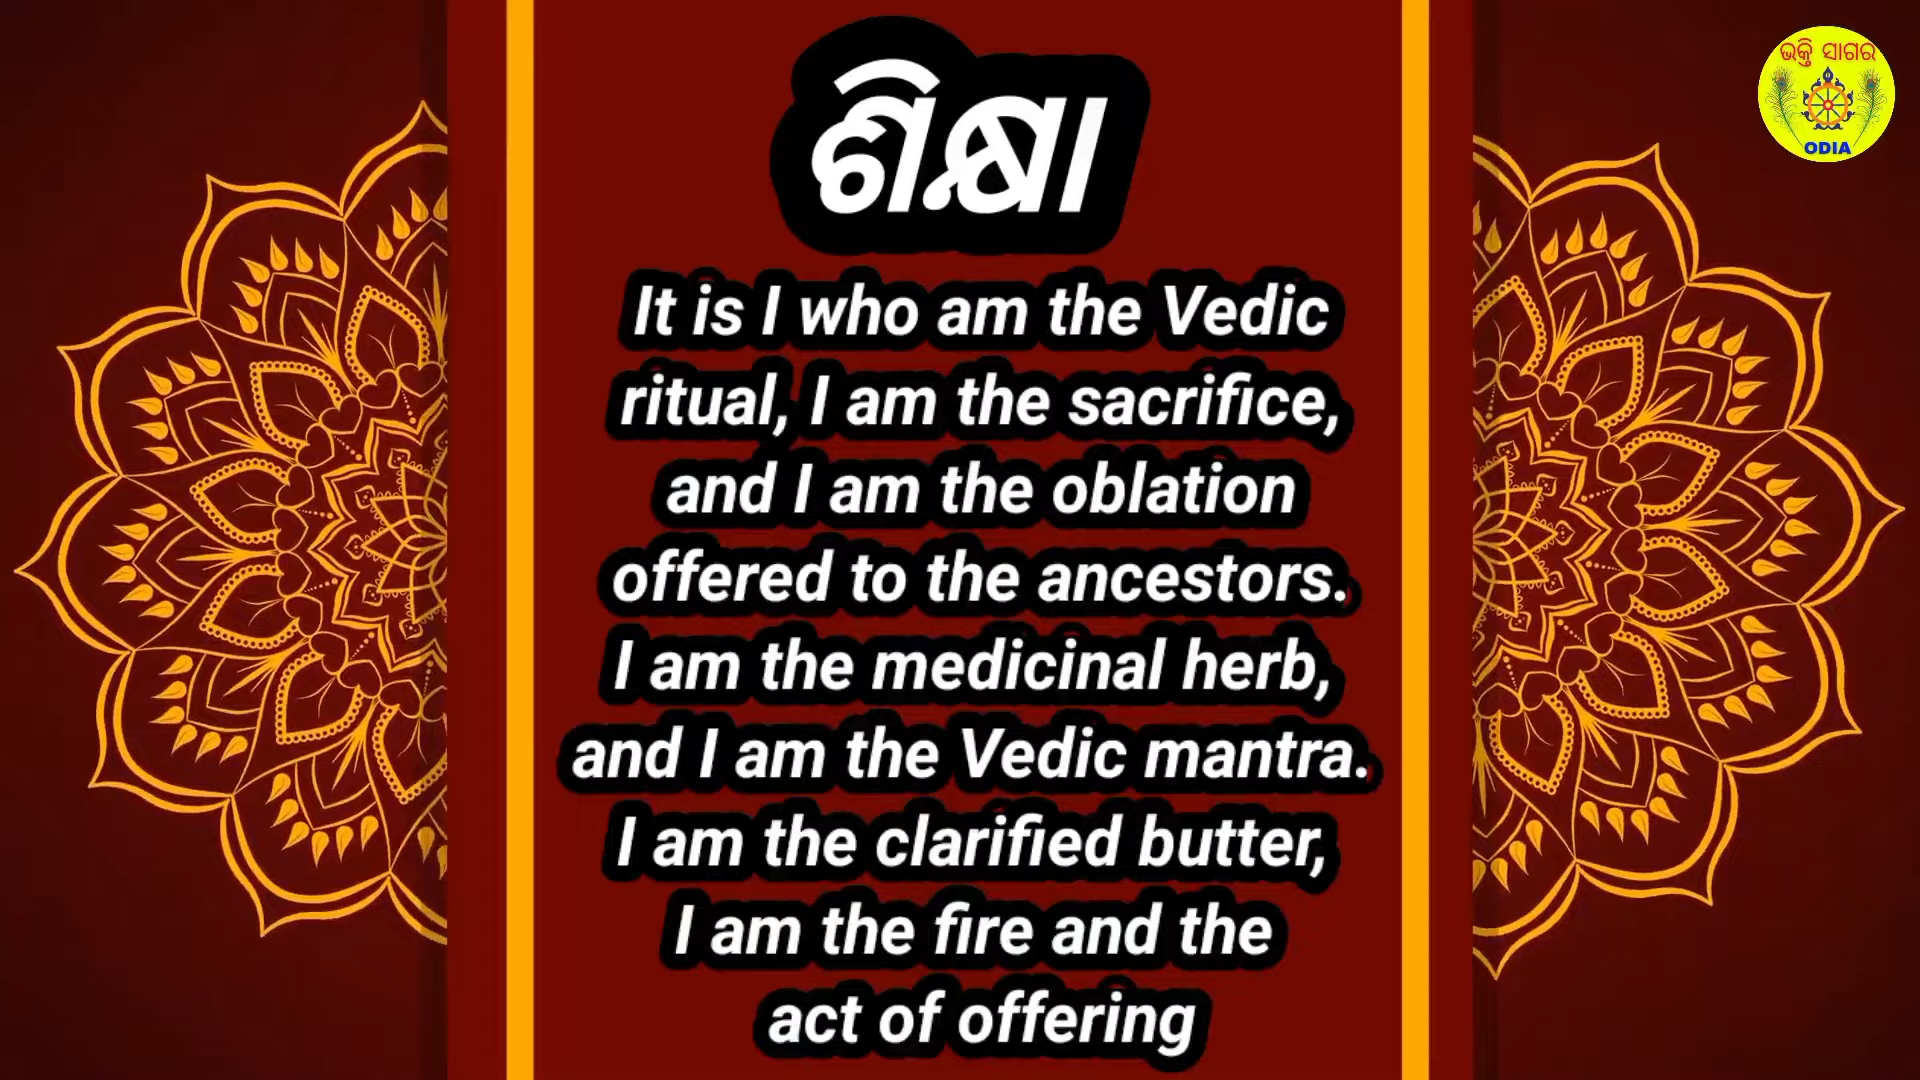 ଶିକ୍ଷା
It is I who am the Vedic
ritual, I am the sacrifice,
and I am the oblation
offered to the ancestors.
I am the medicinal herb,
and I am the Vedic mantra.
I am the clarified butter,
I am the fire and the
act of offering
ଭକ୍ତି ସାଗର
ODIA